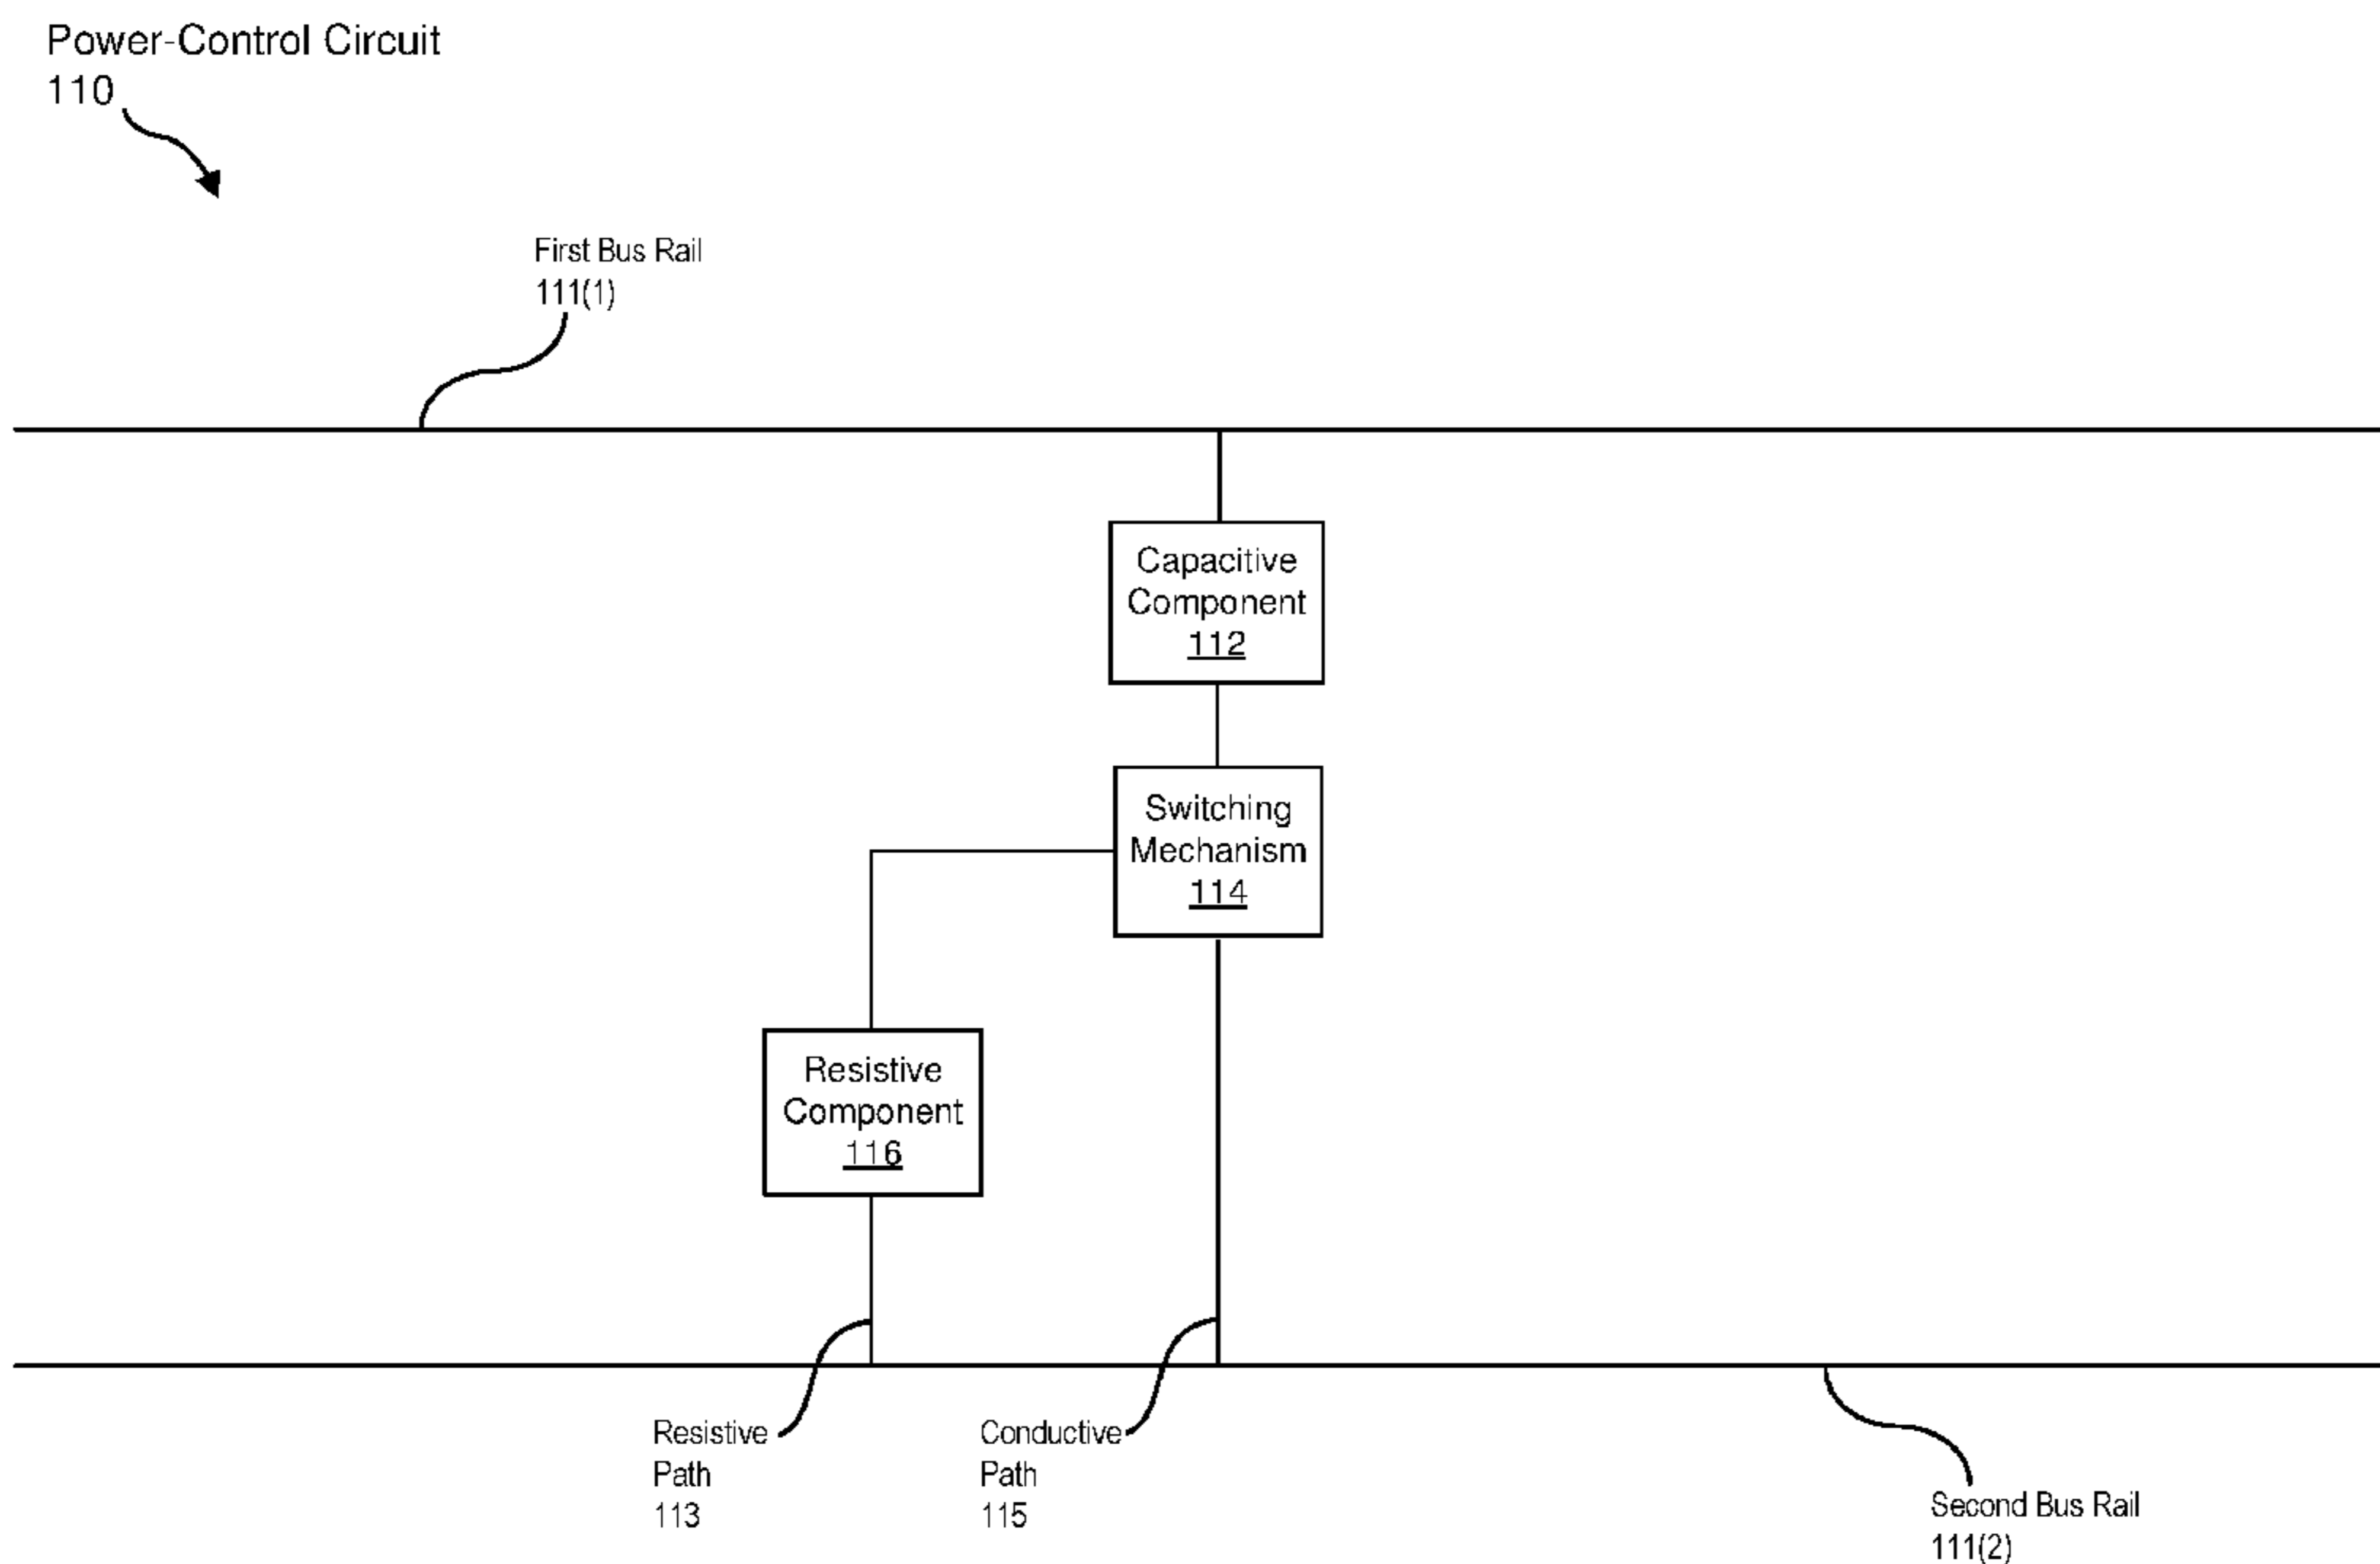 Power-Control Circuit
110
First Bus Rail
111(1)
Capacitive
Component
112
Switching
Mechanism
114
Resistive
Component
116
Resistive
Path
113
Conductive
Path
115
Second Bus Rail
111(2)